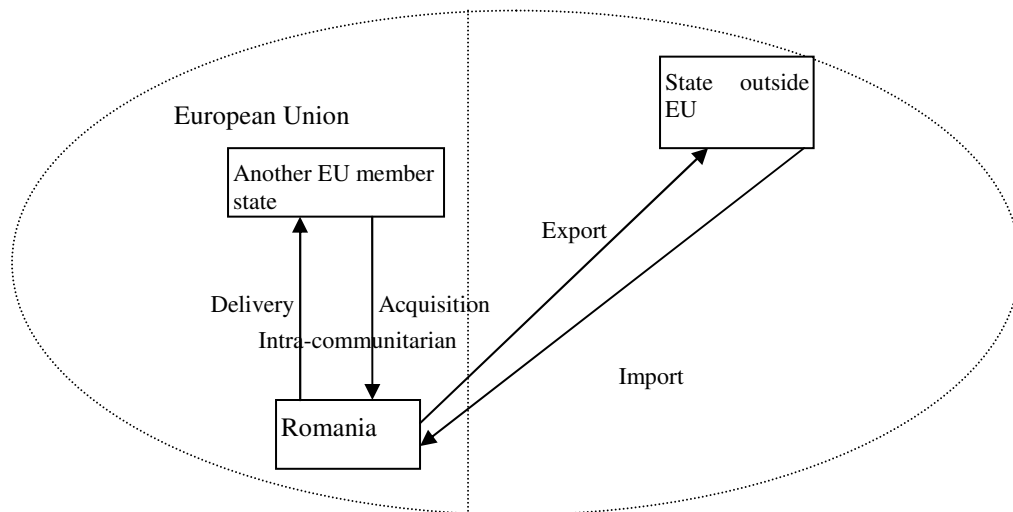 State outside
EU
European Union
Another EU member
state
Export
Delivery
Acquisition
Intra-communitarian
Import
Romania